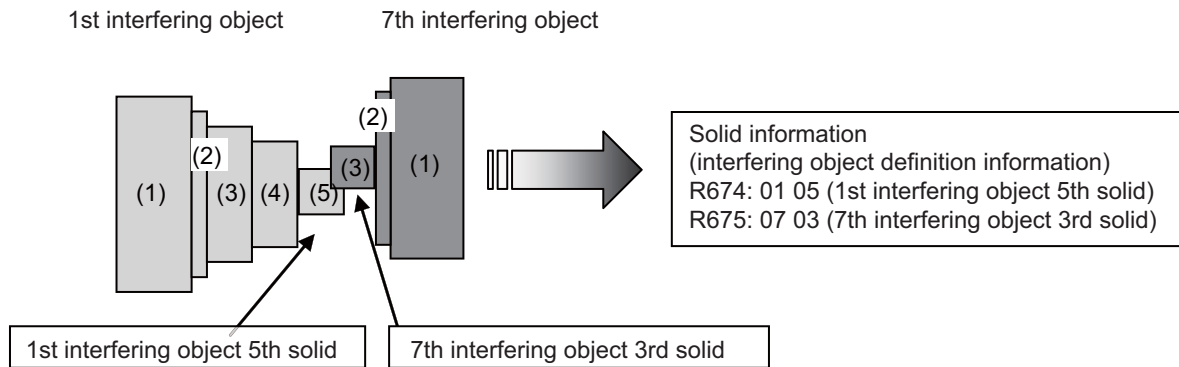 1st interfering object
7th interfering object
(1)
(2)
(3)
(4)
(5)
(3)
(2)
(1)
Solid information
(interfering object definition information)
R674: 01 05 (1st interfering object 5th solid)
R675: 07 03 (7th interfering object 3rd solid)
1st interfering object 5th solid
7th interfering object 3rd solid